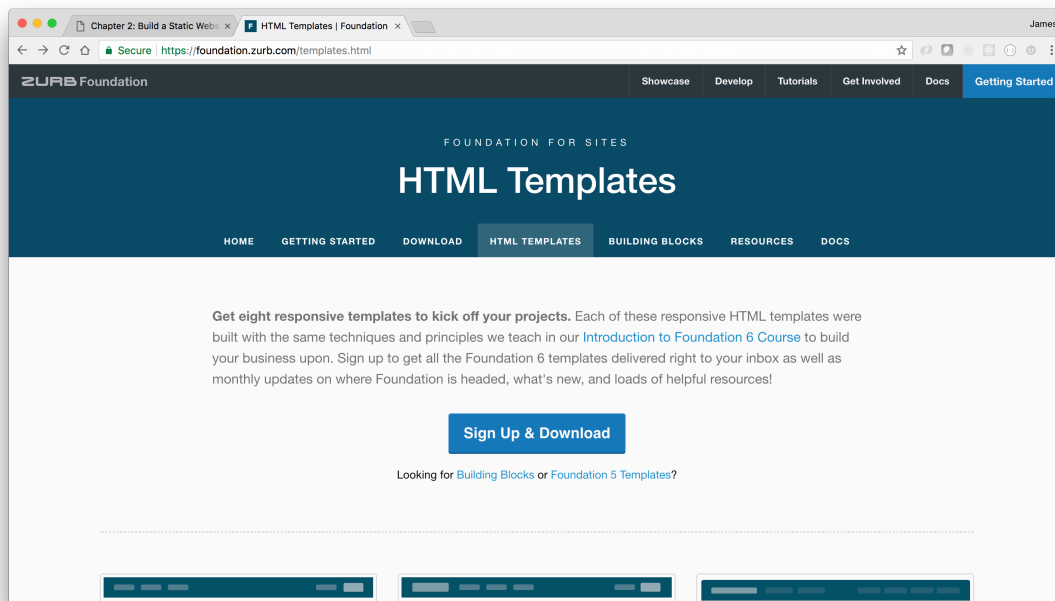 Chapter 2: Build a Static Webs
HTML Templates | Foundation
James
Secure https://foundation.zurb.com/templates.html
ZURB Foundation
Showcase Develop Tutorials Get Involved Docs Getting Started
FOUNDATION FOR SITES
HTML Templates
HOME GETTING STARTED DOWNLOAD HTML TEMPLATES BUILDING BLOCKS RESOURCES DOCS
Get eight responsive templates to kick off your projects. Each of these responsive HTML templates were
built with the same techniques and principles we teach in our Introduction to Foundation 6 Course to build
your business upon. Sign up to get all the Foundation 6 templates delivered right to your inbox as well as
monthly updates on where Foundation is headed, what's new, and loads of helpful resources!
Sign Up & Download
Looking for Building Blocks or Foundation 5 Templates?